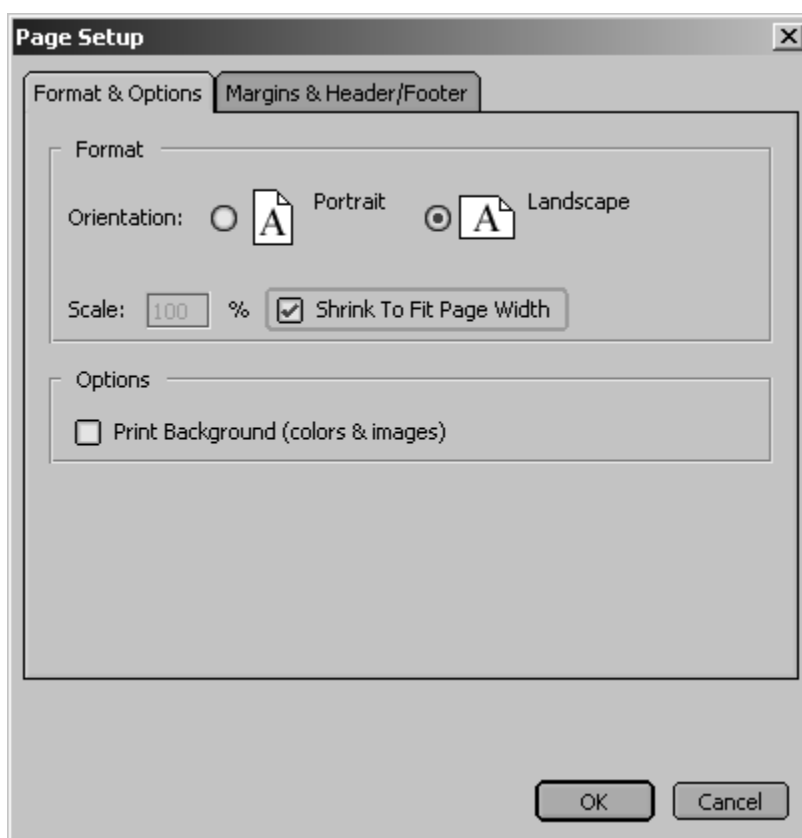 Page Setup
Format & Options Margins & Header/Footer
Format
Orientation: A Portrait A Landscape
Scale: 100 % Shrink To Fit Page Width
Options
Print Background (colors & images)
OK Cancel